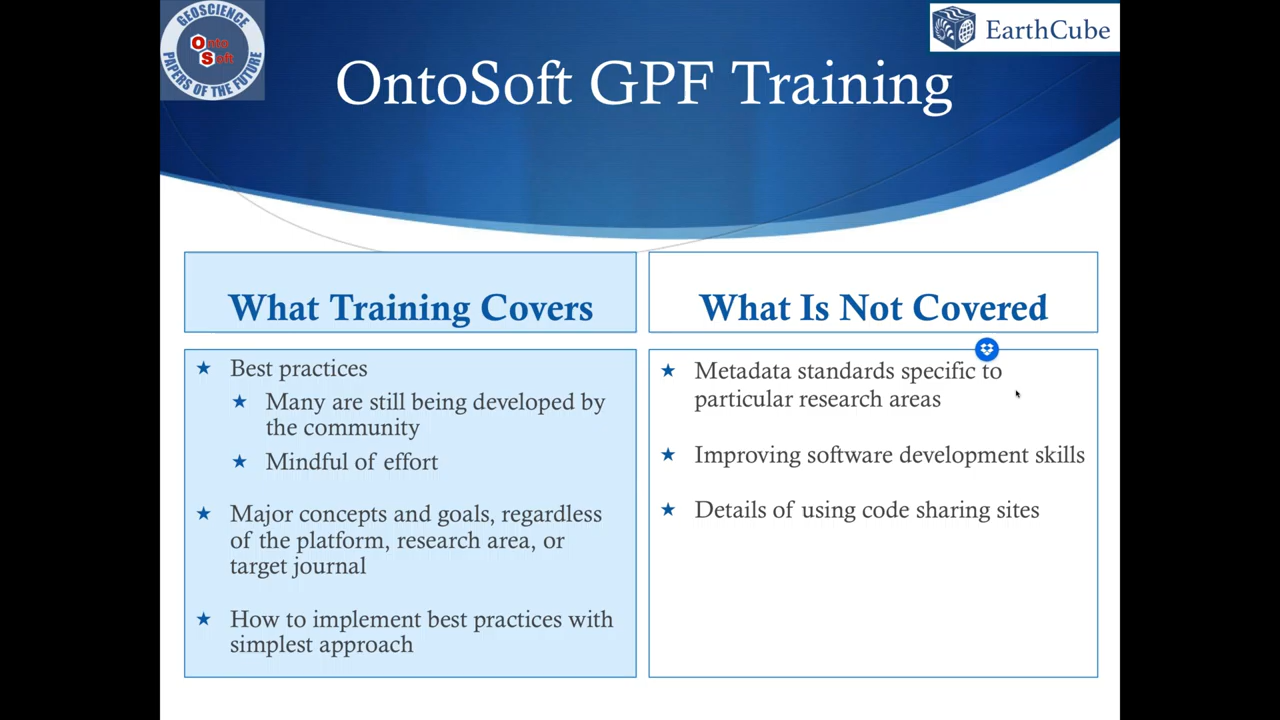 GEOSCIENCE
Onto
Soft
PAPERS OF THE FUTURE
EarthCube
OntoSoft GPF Training
What Training Covers
Best practices
Many are still being developed by
the community
Mindful of effort
Major concepts and goals, regardless
of the platform, research area, or
target journal
How to implement best practices with
simplest approach
What Is Not Covered
Metadata standards specific to
particular research areas
Improving software development skills
Details of using code sharing sites